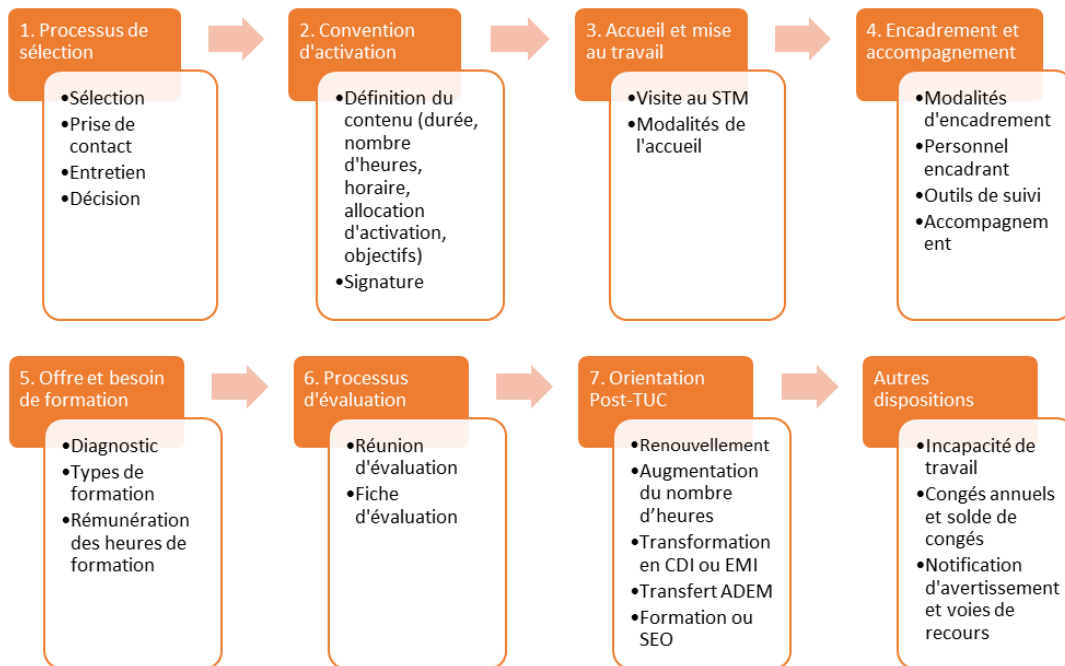 1. Processus de
sélection
•Sélection
•Prise de
contact
•Entretien
•Décision
2. Convention
d'activation
•Définition du
contenu (durée,
nombre
d'heures,
horaire,
allocation
d'activation,
objectifs)
•Signature
3. Accueil et mise
au travail
•Visite au STM
•Modalités de
l'accueil
4. Encadrement et
accompagnement
•Modalités
d'encadrement
•Personnel
encadrant
•Outils de suivi
•Accompagnem
ent
5. Offre et besoin
de formation
•Diagnostic
•Types de
formation
•Rémunération
des heures de
formation
6. Processus
d'évaluation
•Réunion
d'évaluation
•Fiche
d'évaluation
7. Orientation
Post-TUC
•Renouvellement
•Augmentation
du nombre
d’heures
•Transformation
en CDI ou EMI
•Transfert ADEM
•Formation ou
SEO
Autres
dispositions
•Incapacité de
travail
•Congés annuels
et solde de
congés
•Notification
d'avertissement
et voies de
recours